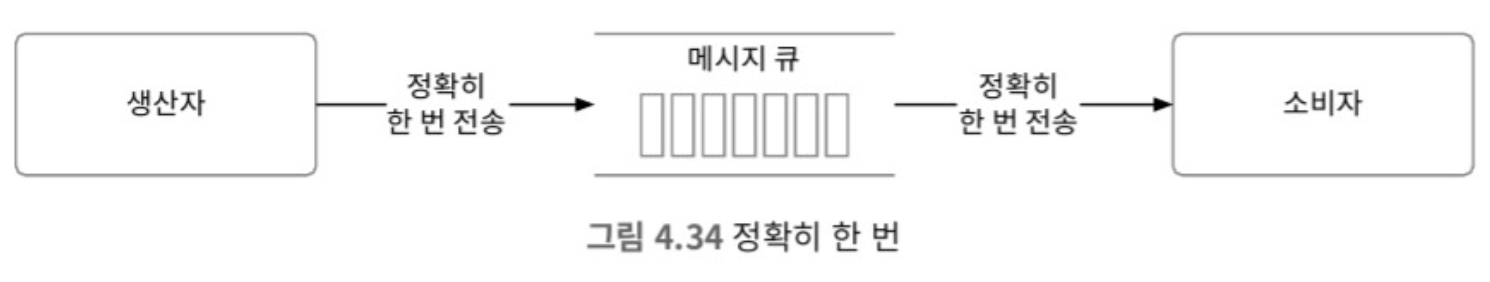 생산자
정확히
한 번 전송
메시지 큐
정확히
한 번 전송
소비자
그림 4.34 정확히 한 번